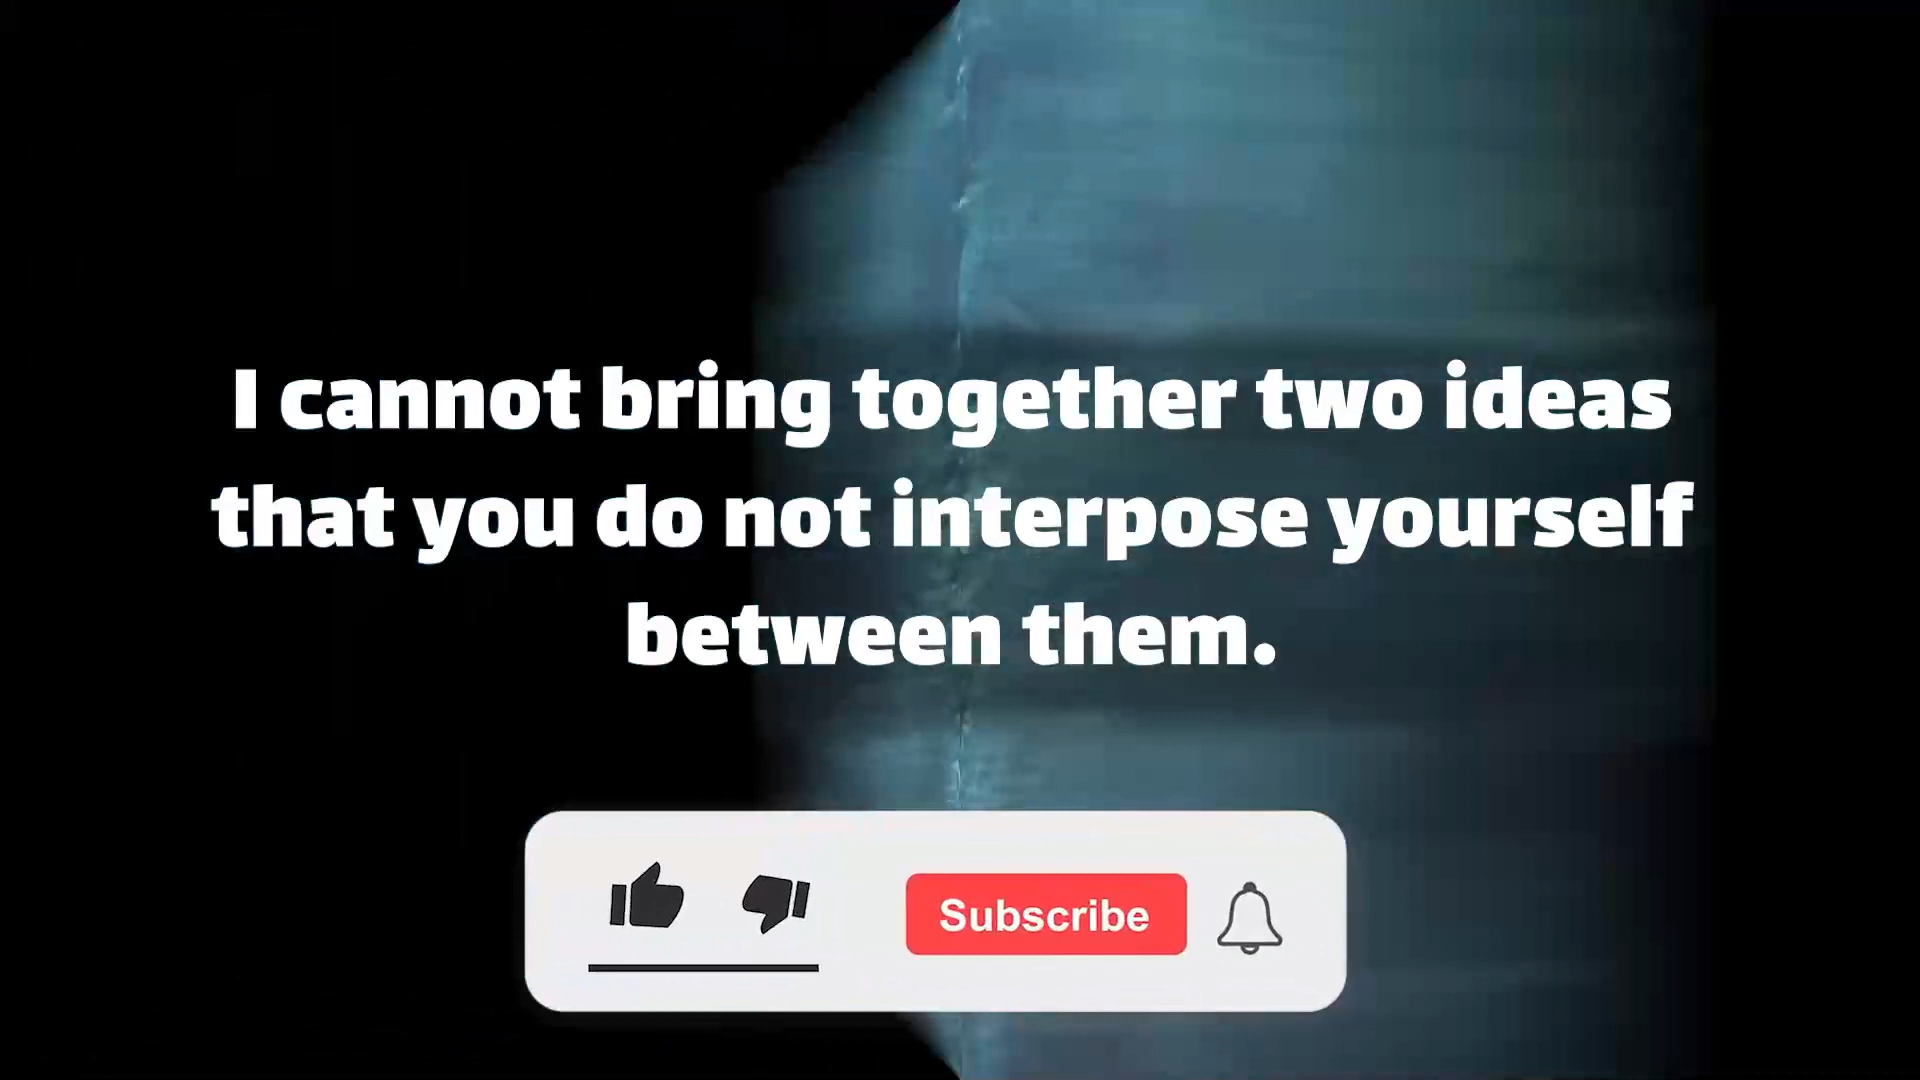 I cannot bring together two ideas
that you do not interpose yourself
between them.
Subscribe